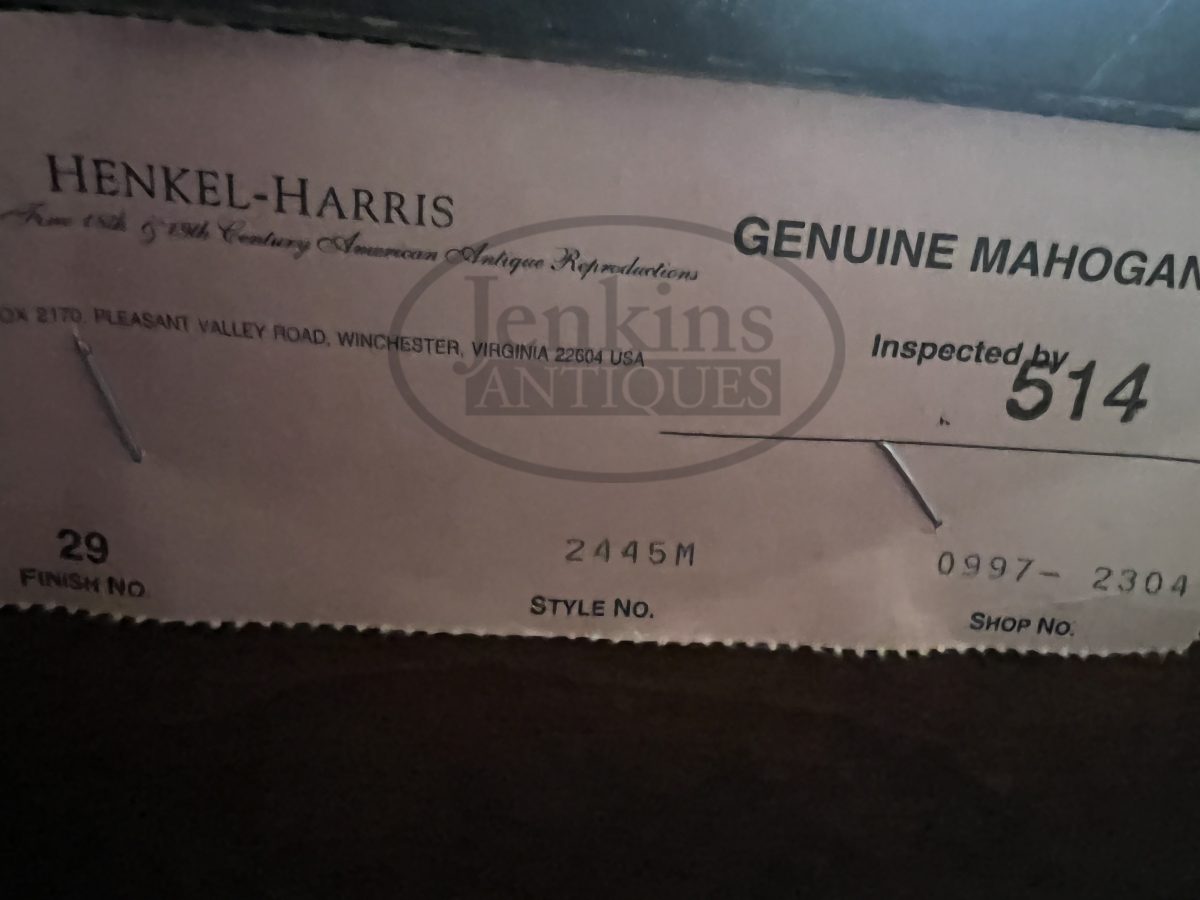 HENKEL-HARRIS
Fine 18th & 19th Century American Antique Reproductions
OX 2170, PLEASANT VALLEY ROAD, WINCHESTER, VIRGINIA 22604 USA
GENUINE MAHOGAN
Inspected by
514
Jenkins
ANTIQUES
29
FINISH NO.
2445M
STYLE NO.
0997- 2304
SHOP NO.